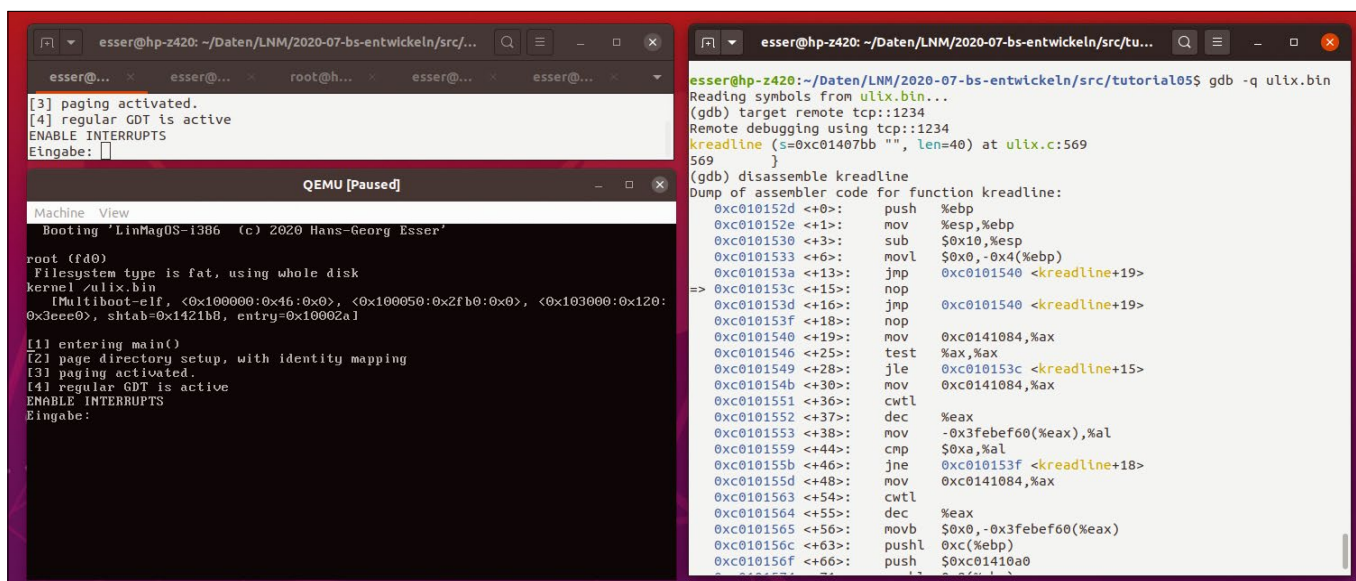 esser@hp-z420: ~/Daten/LNM/2020-07-bs-entwickeln/src/...
esser@... × esser@... × root@h... × esser@... × esser@... ×
[3] paging activated.
[4] regular GDT is active
ENABLE INTERRUPTS
Eingabe:
QEMU [Paused]
Machine View
Booting 'LinMagOS-i386 (c) 2020 Hans-Georg Esser'
root (fd0)
Filesystem type is fat, using whole disk
kernel /ulix.bin
[Multiboot-elf, <0x100000:0x46:0x0>, <0x100050:0x2fb0:0x0>, <0x103000:0x120:
0x3eee0>, shtab=0x1421b8, entry=0x10002a]
[1] entering main()
[2] page directory setup, with identity mapping
[3] paging activated.
[4] regular GDT is active
ENABLE INTERRUPTS
Eingabe:
esser@hp-z420: ~/Daten/LNM/2020-07-bs-entwickeln/src/tu...
esser@hp-z420:~/Daten/LNM/2020-07-bs-entwickeln/src/tutorial05$ gdb -q ulix.bin
Reading symbols from ulix.bin...
(gdb) target remote tcp::1234
Remote debugging using tcp::1234
kreadline (s=0xc01407bb "", len=40) at ulix.c:569
569 }
(gdb) disassemble kreadline
Dump of assembler code for function kreadline:
0xc010152d <+0>: push %ebp
0xc010152e <+1>: mov %esp,%ebp
0xc0101530 <+3>: sub $0x10,%esp
0xc0101533 <+6>: movl $0x0,-0x4(%ebp)
0xc010153a <+13>: jmp 0xc0101540 <kreadline+19>
=> 0xc010153c <+15>: nop
0xc010153d <+16>: jmp 0xc0101540 <kreadline+19>
0xc010153f <+18>: nop
0xc0101540 <+19>: mov 0xc0141084,%ax
0xc0101546 <+25>: test %ax,%ax
0xc0101549 <+28>: jle 0xc010153c <kreadline+15>
0xc010154b <+30>: mov 0xc0141084,%ax
0xc0101551 <+36>: cwtl
0xc0101552 <+37>: dec %eax
0xc0101553 <+38>: mov -0x3febef60(%eax),%al
0xc0101559 <+44>: cmp $0xa,%al
0xc010155b <+46>: jne 0xc010153f <kreadline+18>
0xc010155d <+48>: mov 0xc0141084,%ax
0xc0101563 <+54>: cwtl
0xc0101564 <+55>: dec %eax
0xc0101565 <+56>: movb $0x0,-0x3febef60(%eax)
0xc010156c <+63>: pushl 0xc(%ebp)
0xc010156f <+66>: push $0xc01410a0